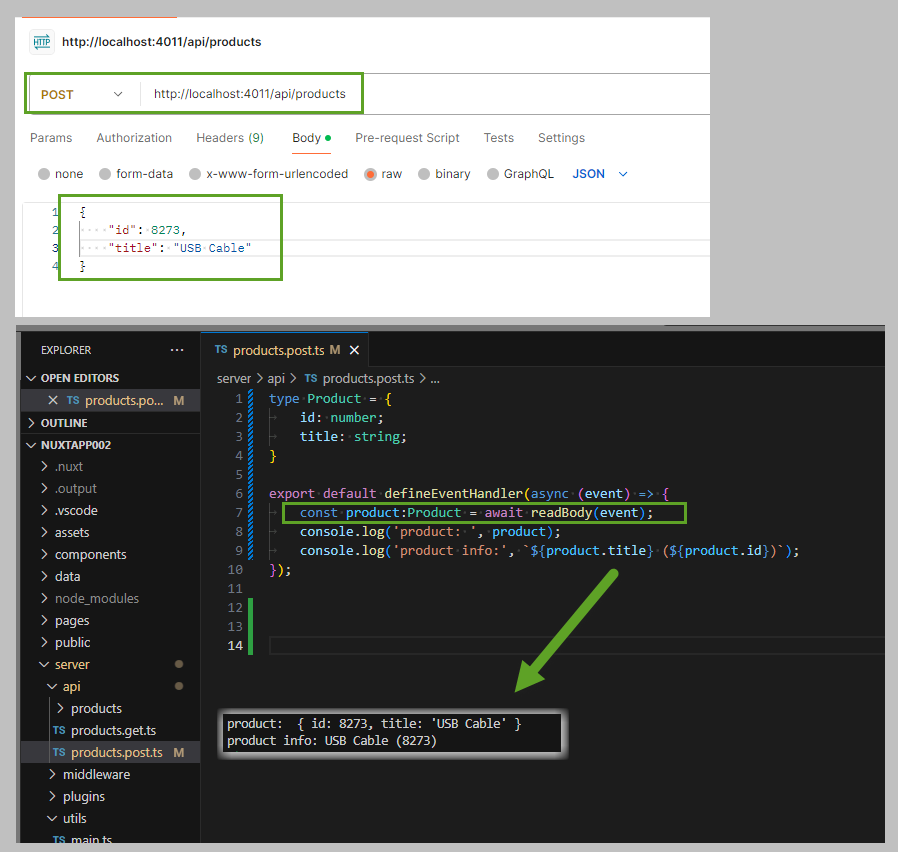 HTTP http://localhost:4011/api/products
POST http://localhost:4011/api/products
Params Authorization Headers (9) Body Pre-request Script Tests Settings
none form-data x-www-form-urlencoded raw binary GraphQL JSON
1 {
2 "id": 8273,
3 "title": "USB Cable"
4 }
EXPLORER ...
OPEN EDITORS
TS products.po... M
OUTLINE
NUXTAPP002
.nuxt
.output
.vscode
assets
components
data
node_modules
pages
public
server
api
products
TS products.get.ts
TS products.post.ts M
middleware
plugins
utils
TS main.ts
TS products.post.ts M
server > api > TS products.post.ts > ...
1 type Product = {
2 id: number;
3 title: string;
4 }
5
6 export default defineEventHandler(async (event) => {
7 const product:Product = await readBody(event);
8 console.log('product: ', product);
9 console.log('product info:', `${product.title} (${product.id})`);
10 });
11
12
13
14
product:  { id: 8273, title: 'USB Cable' }
product info: USB Cable (8273)